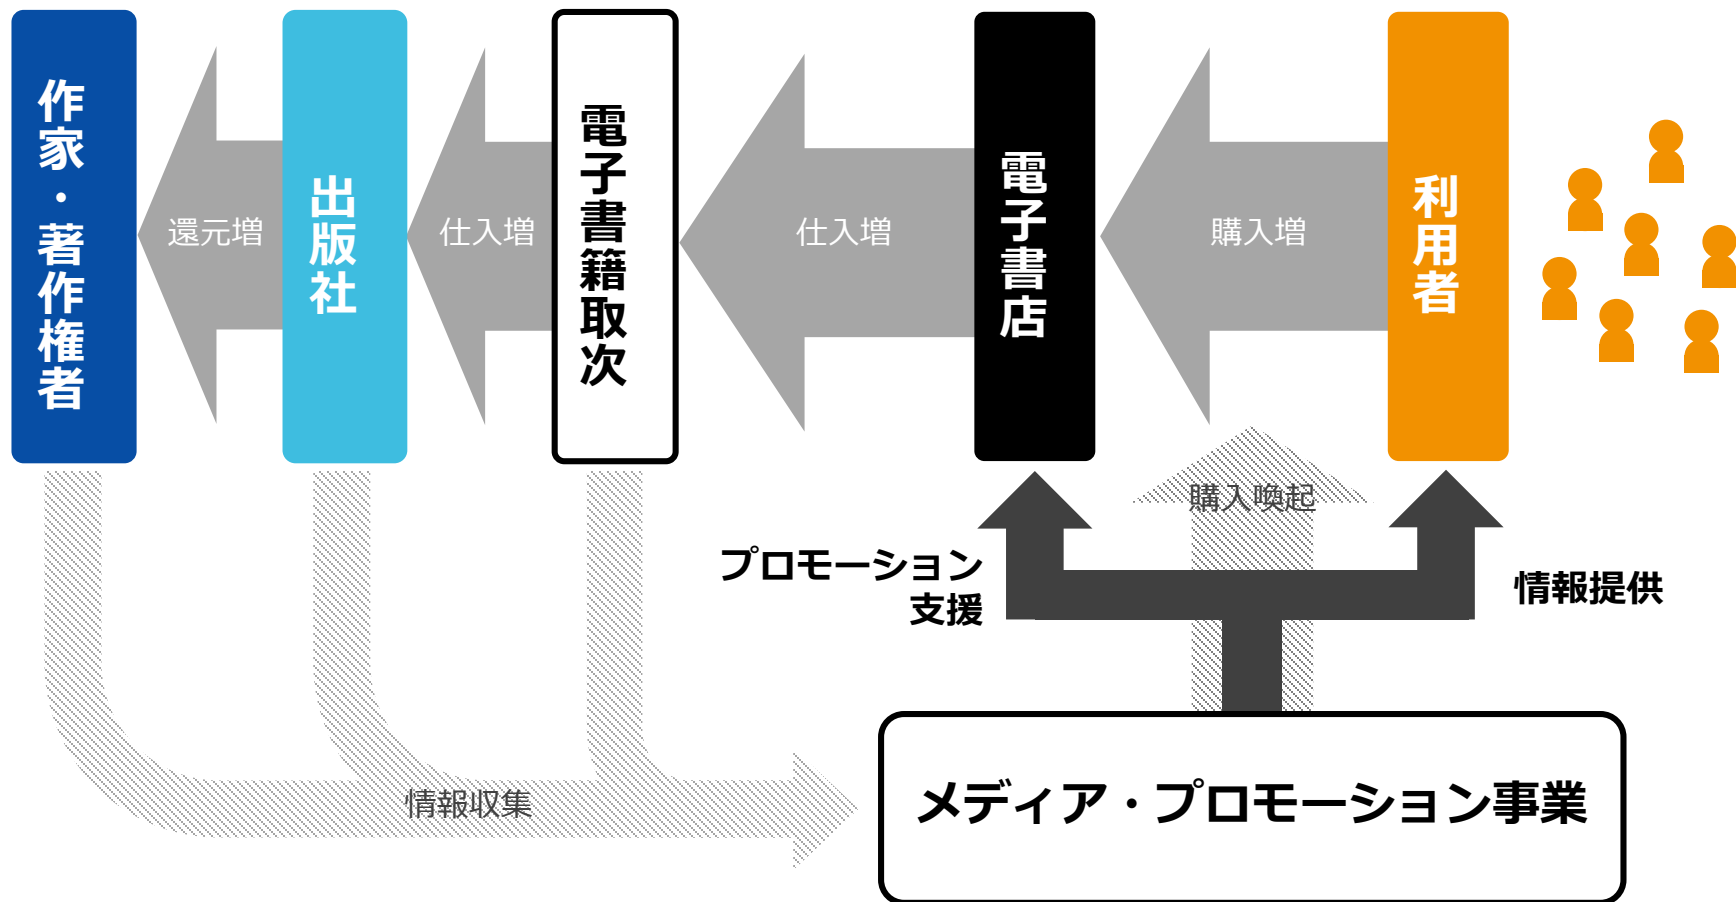 作家・著作権者
還元増
出版社
仕入増
電子書籍取次
仕入増
電子書店
購入増
利用者
購入喚起
プロモーション
支援
情報提供
情報収集
メディア・プロモーション事業